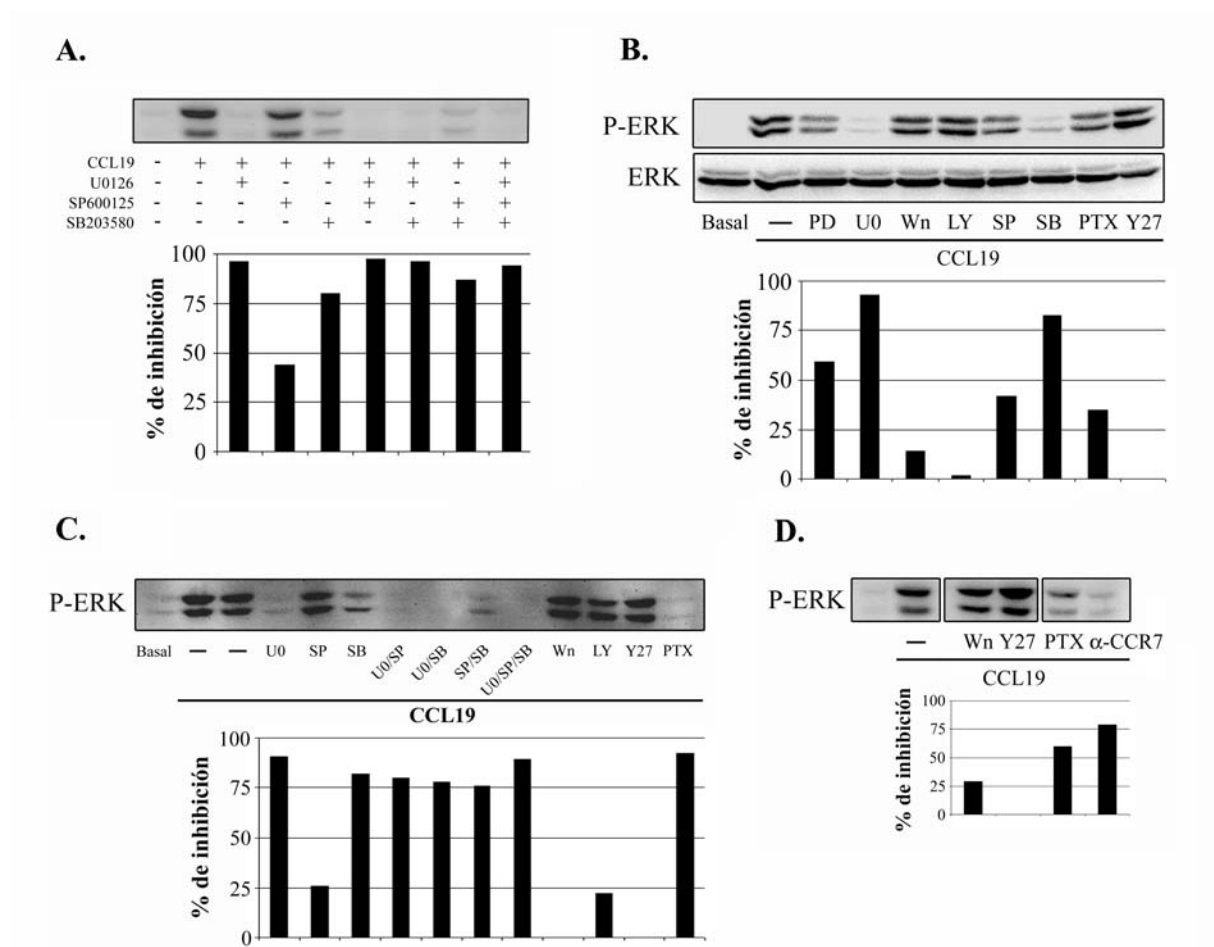 A.
CCL19 - + + + + + + + +
U0126 - - + - - + + - +
SP600125 - - - + - + - + +
SB203580 - - - - + - + + +
% de inhibición
100
75
50
25
0
B.
P-ERK
ERK
Basal — PD U0 Wn LY SP SB PTX Y27
CCL19
% de inhibición
100
75
50
25
0
C.
P-ERK
Basal — — U0 SP SB U0/SP U0/SB SP/SB U0/SP/SB Wn LY Y27 PTX
CCL19
% de inhibición
100
75
50
25
0
D.
P-ERK
— Wn Y27 PTX α-CCR7
CCL19
% de inhibición
100
75
50
25
0